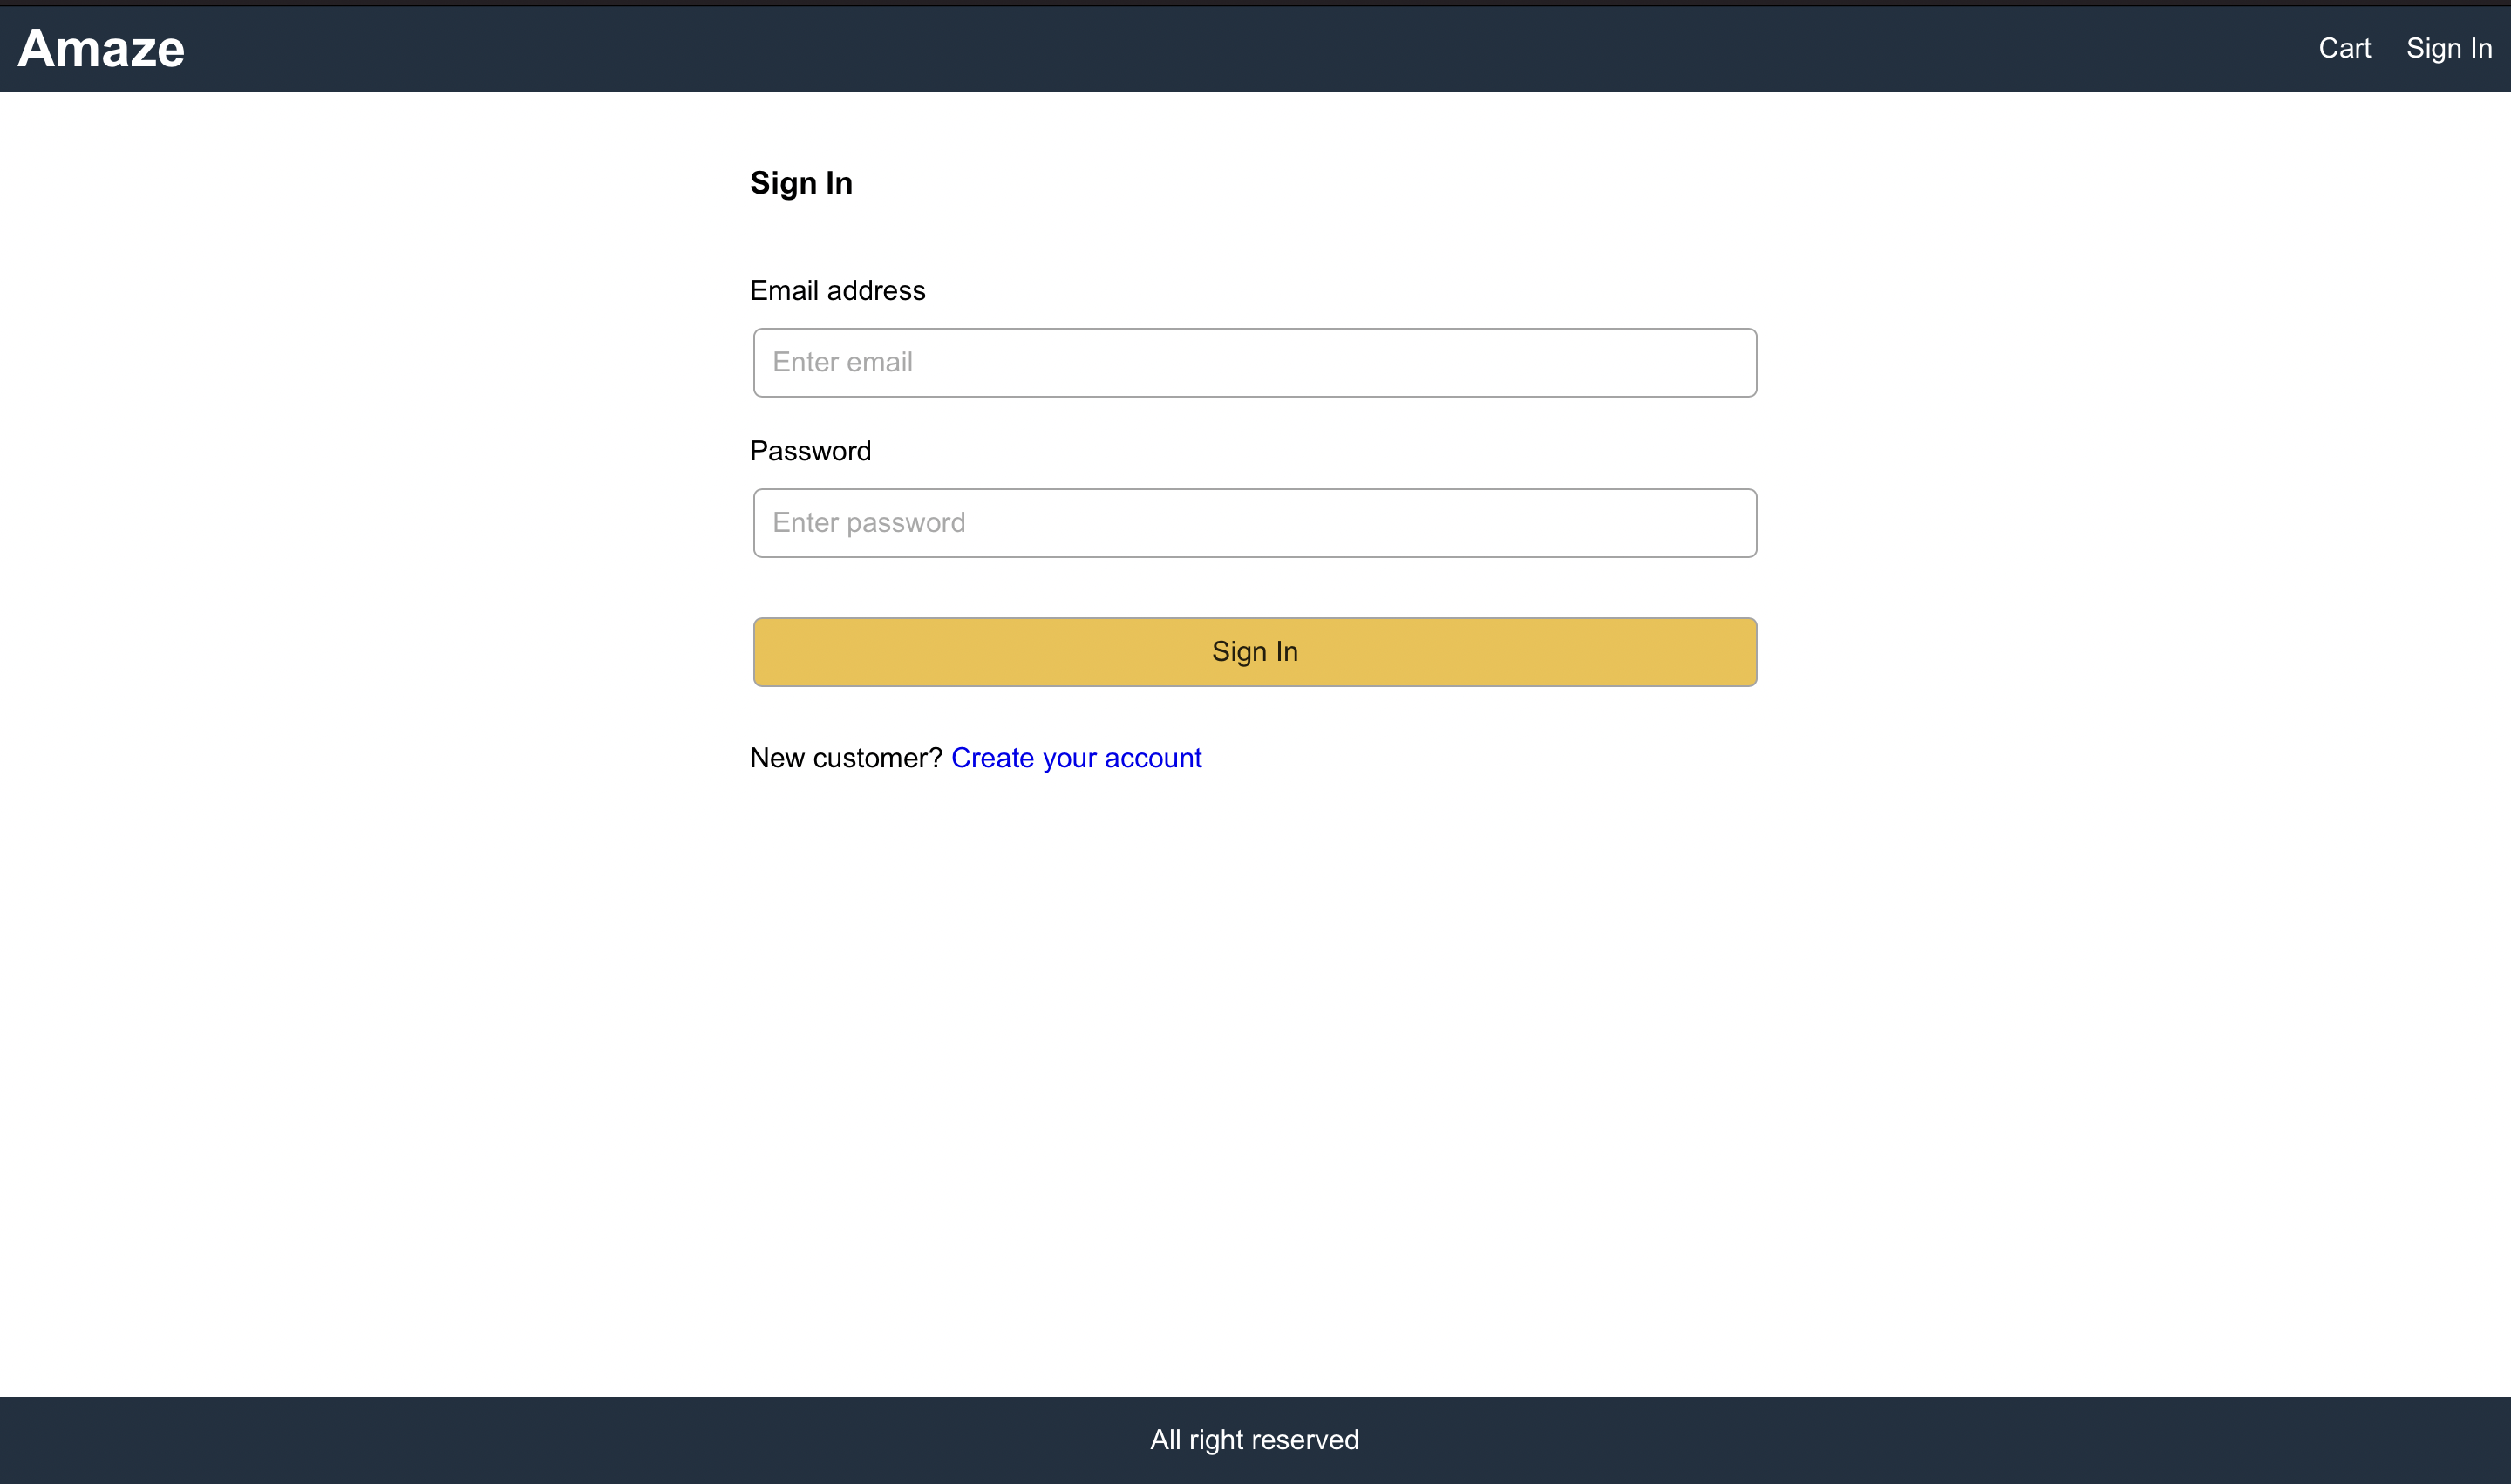 Amaze
Cart Sign In
Sign In
Email address
Enter email
Password
Enter password
Sign In
New customer? Create your account
All right reserved